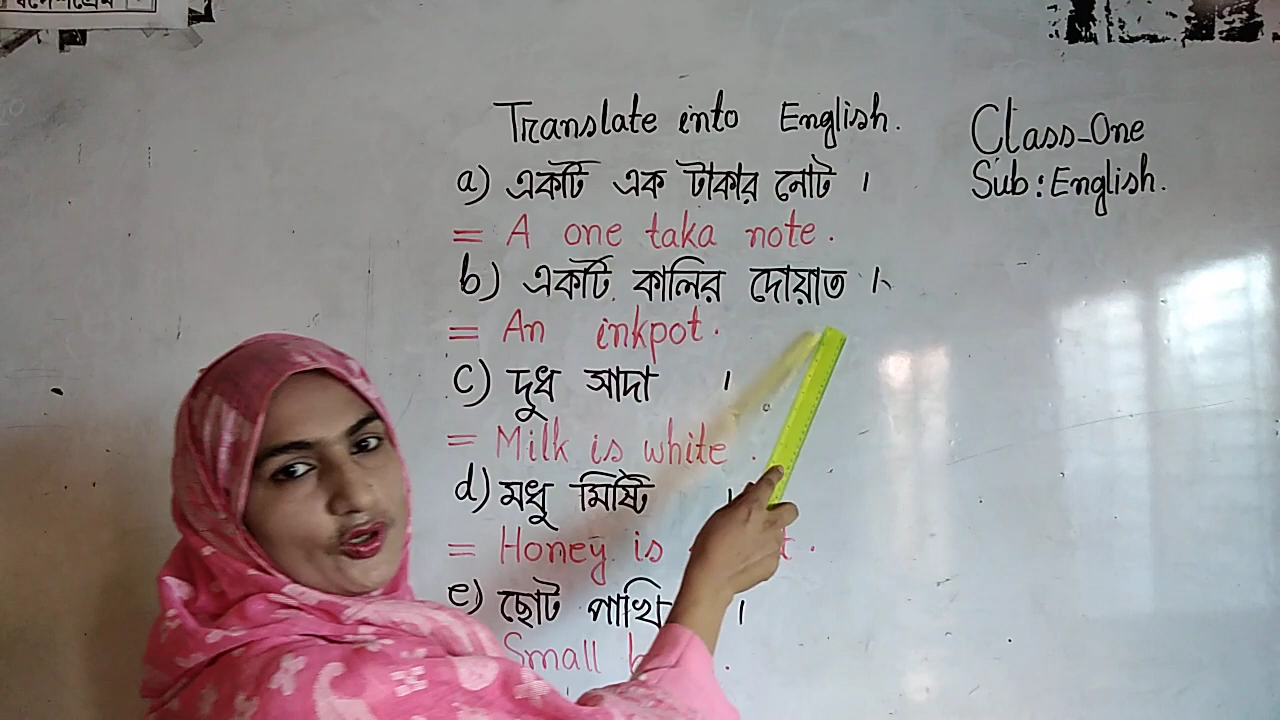 Translate into English.
a) একটি এক টাকার নোট ।
= A one taka note.
b) একটি কালির দোয়াত ।
= An inkpot.
c) দুধ সাদা ।
= Milk is white.
d) মধু মিষ্টি ।
= Honey is
e) ছোট পাখি ।
Small
Class-One
Sub: English.